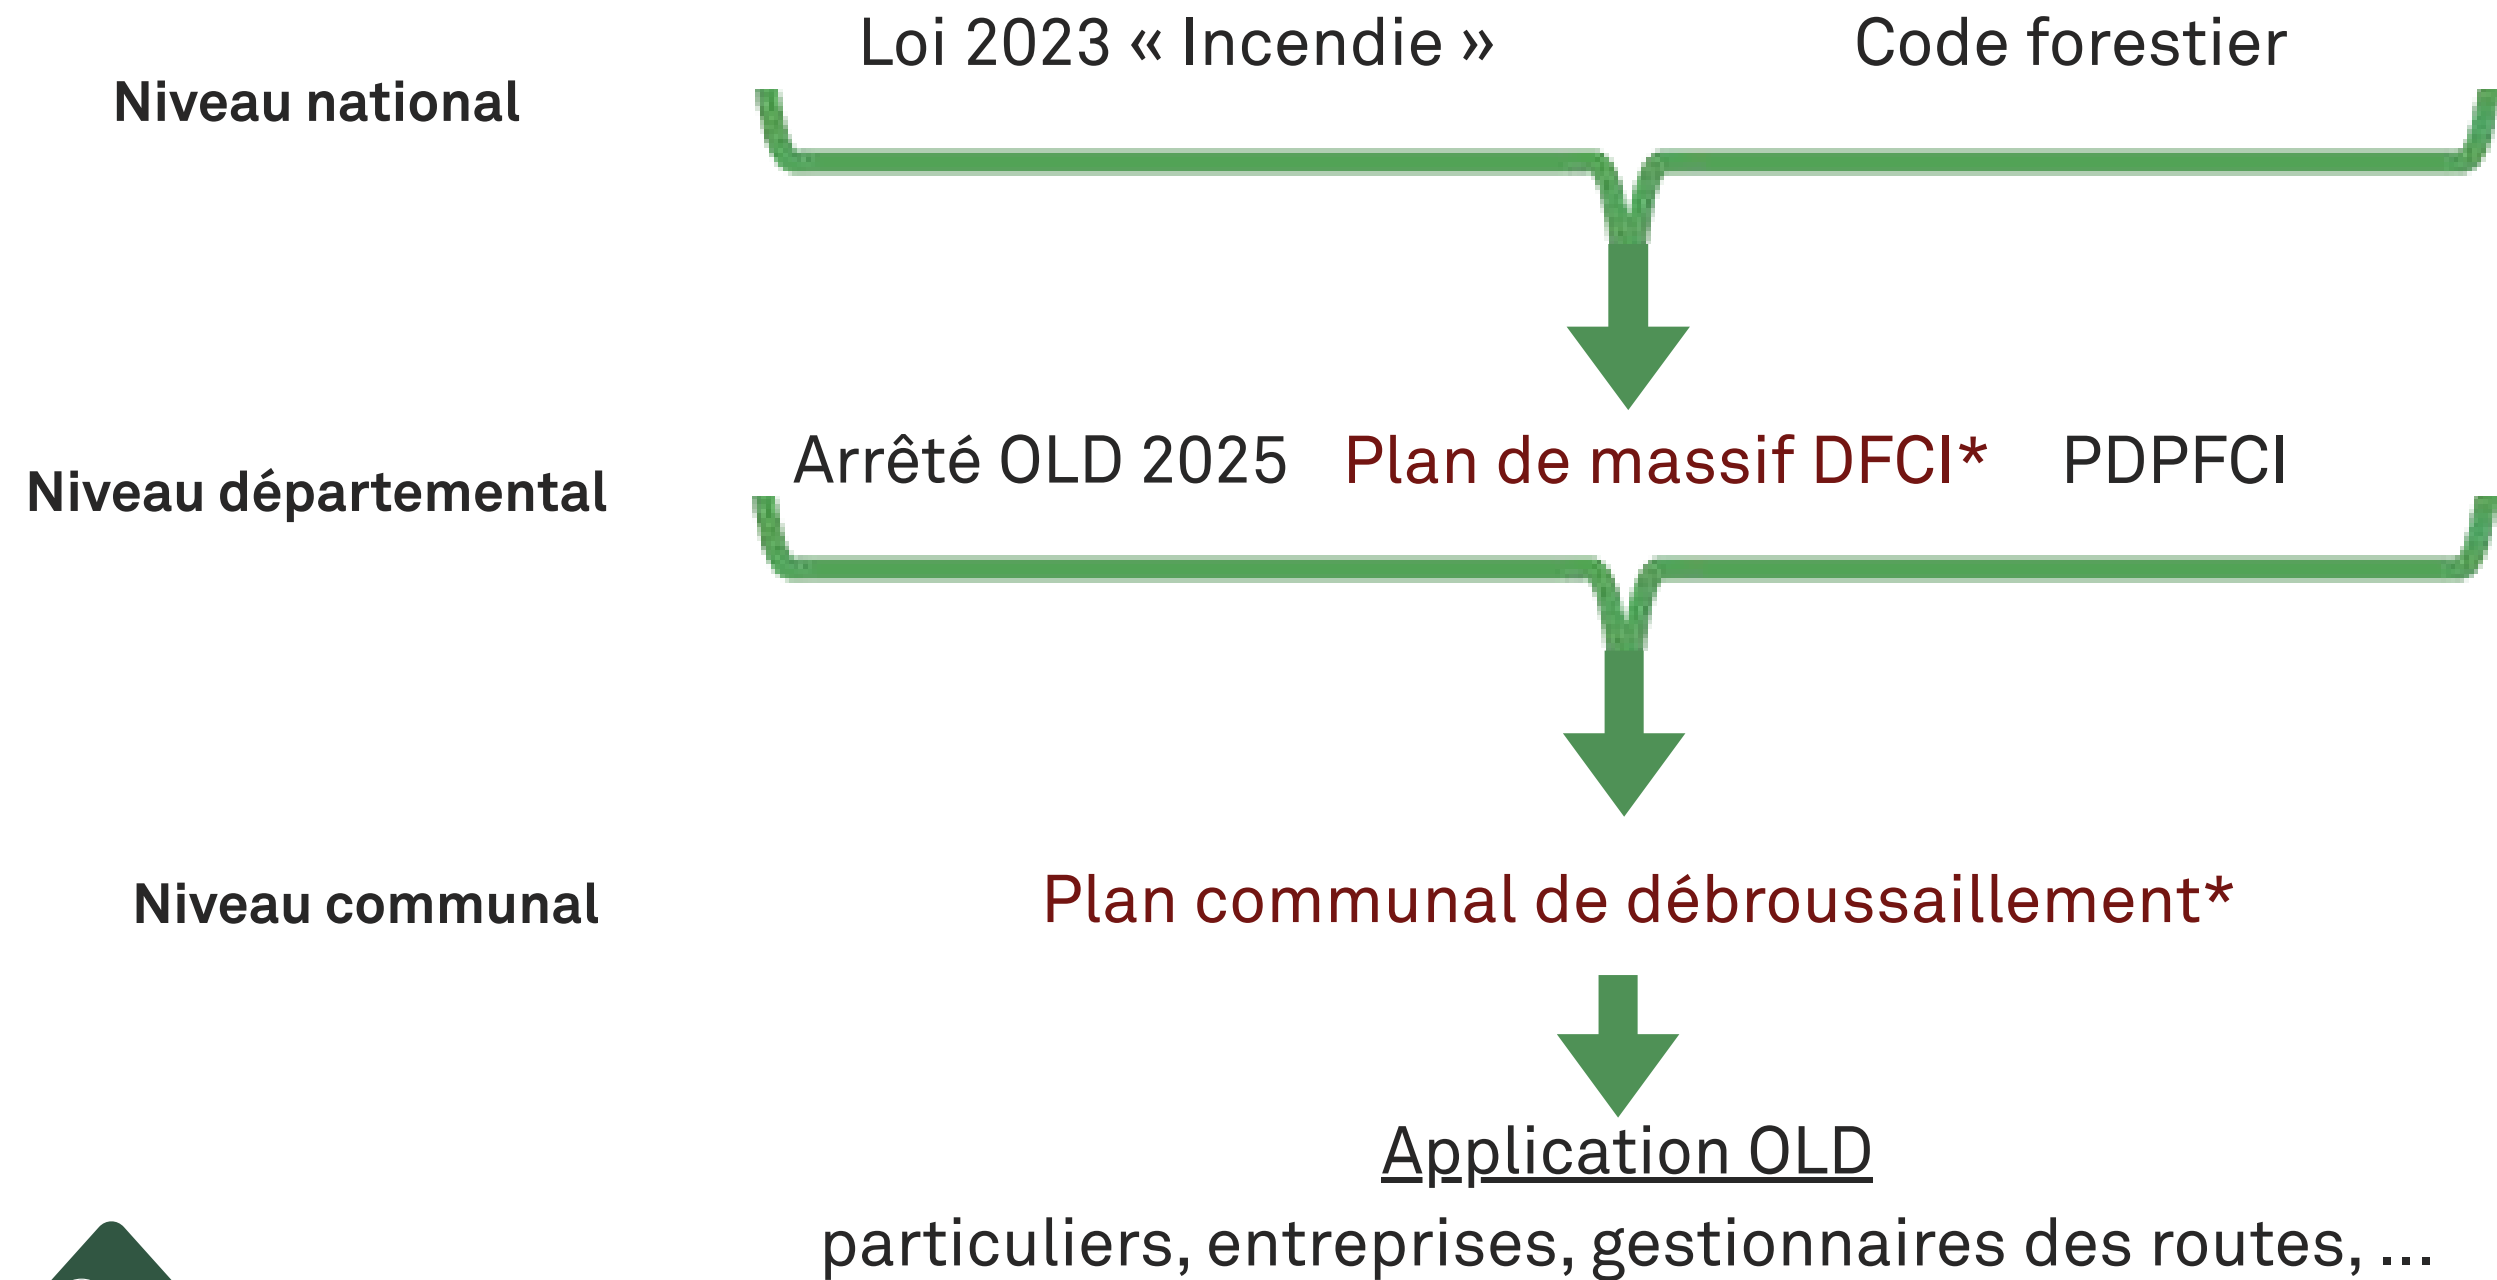 Loi 2023 « Incendie » Code forestier
Niveau national
Arrêté OLD 2025 Plan de massif DFCI* PDPFCI
Niveau départemental
Plan communal de débroussaillement*
Niveau communal
Application OLD
particuliers, entreprises, gestionnaires des routes, ...